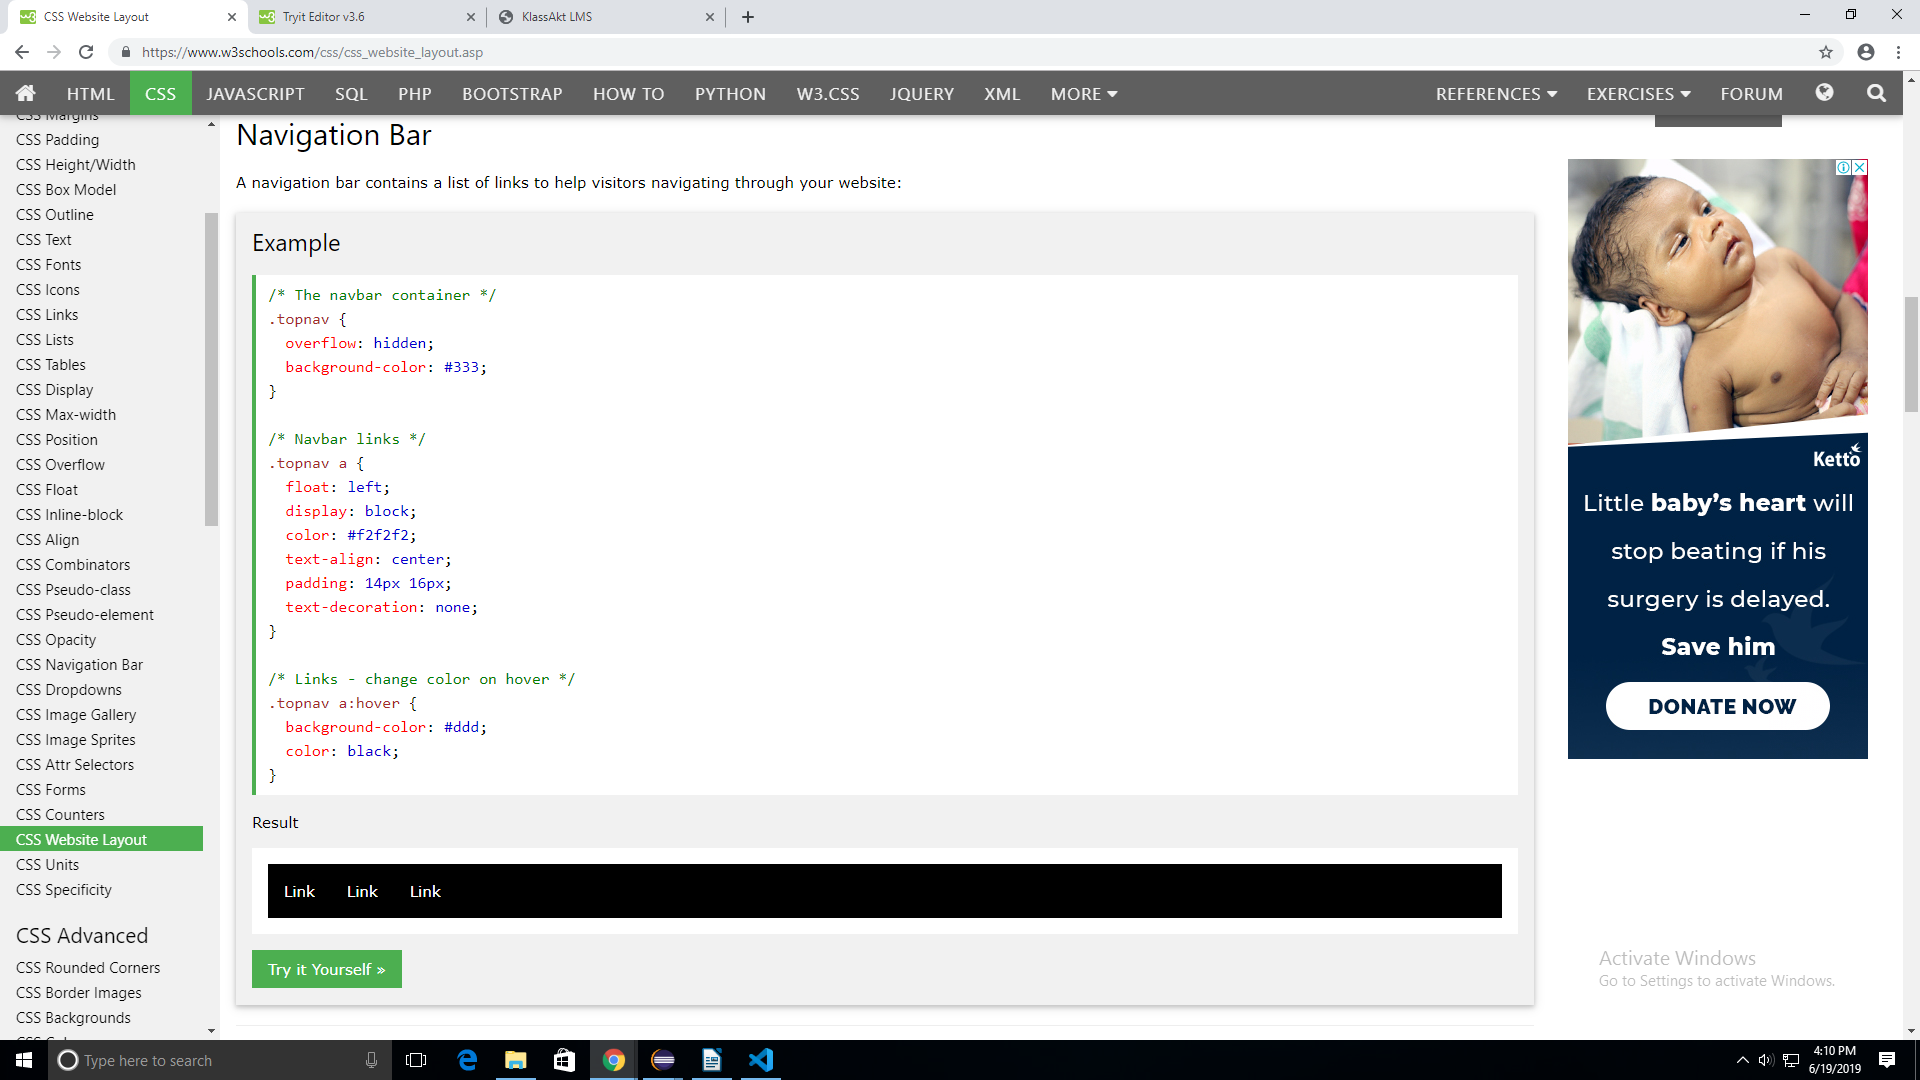 CSS Website Layout
Tryit Editor v3.6
KlassAkt LMS
https://www.w3schools.com/css/css_website_layout.asp
HTML
CSS
JAVASCRIPT
SQL
PHP
BOOTSTRAP
HOW TO
PYTHON
W3.CSS
JQUERY
XML
MORE
REFERENCES
EXERCISES
FORUM
CSS Margins
CSS Padding
CSS Height/Width
CSS Box Model
CSS Outline
CSS Text
CSS Fonts
CSS Icons
CSS Links
CSS Lists
CSS Tables
CSS Display
CSS Max-width
CSS Position
CSS Overflow
CSS Float
CSS Inline-block
CSS Align
CSS Combinators
CSS Pseudo-class
CSS Pseudo-element
CSS Opacity
CSS Navigation Bar
CSS Dropdowns
CSS Image Gallery
CSS Image Sprites
CSS Attr Selectors
CSS Forms
CSS Counters
CSS Website Layout
CSS Units
CSS Specificity
CSS Advanced
CSS Rounded Corners
CSS Border Images
CSS Backgrounds
Navigation Bar
A navigation bar contains a list of links to help visitors navigating through your website:
Example
/* The navbar container */
.topnav {
  overflow: hidden;
  background-color: #333;
}
/* Navbar links */
.topnav a {
  float: left;
  display: block;
  color: #f2f2f2;
  text-align: center;
  padding: 14px 16px;
  text-decoration: none;
}
/* Links - change color on hover */
.topnav a:hover {
  background-color: #ddd;
  color: black;
}
Result
Link Link Link
Try it Yourself »
Ketto
Little baby's heart will
stop beating if his
surgery is delayed.
Save him
DONATE NOW
Activate Windows
Go to Settings to activate Windows.
Type here to search
4:10 PM
6/19/2019